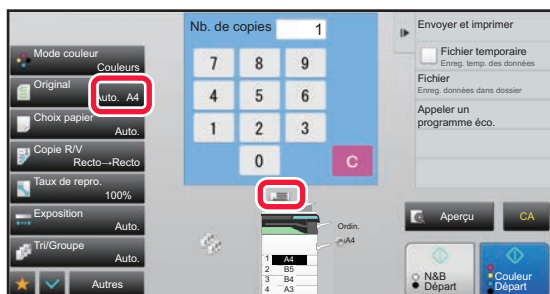 Nb. de copies 1
Mode couleur
Couleurs
Original
Auto. A4
Choix papier
Auto.
Copie R/V
Recto→Recto
Taux de repro.
100%
Exposition
Auto.
Tri/Groupe
Auto.
Autres
7 8 9
4 5 6
1 2 3
0 C
Ordin.
A4
1 A4
2 B5
3 B4
4 A3
Envoyer et imprimer
Fichier temporaire
Enreg. temp. des données
Fichier
Enreg. données dans dossier
Appeler un
programme éco.
Aperçu
CA
N&B
Départ
Couleur
Départ